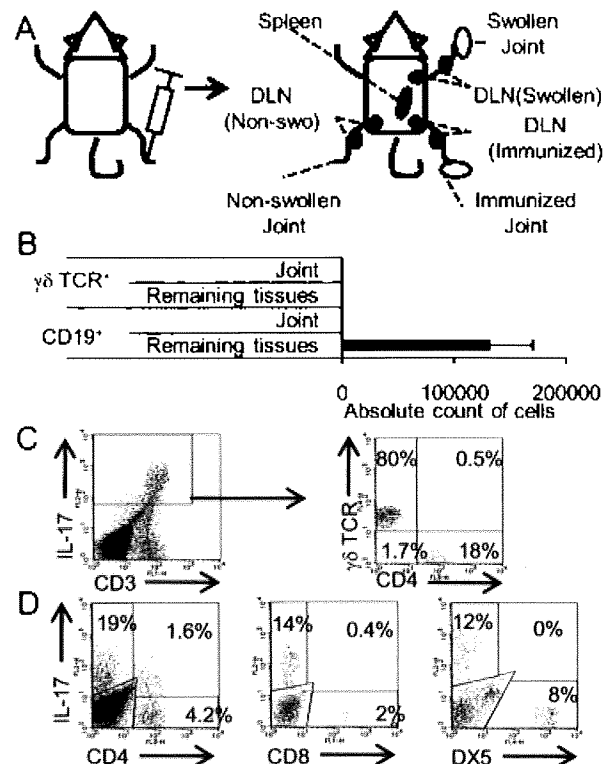 A
Spleen
Swollen
Joint
DLN
(Non-swo)
DLN(Swollen)
DLN
(Immunized)
Non-swollen
Joint
Immunized
Joint
B
γδ TCR+
Joint
Remaining tissues
CD19+
Joint
Remaining tissues
0
100000
200000
Absolute count of cells
C
IL-17
CD3
γδ TCR
80%
0.5%
1.7%
18%
CD4
D
IL-17
19%
1.6%
4.2%
CD4
14%
0.4%
2%
CD8
12%
0%
8%
DX5